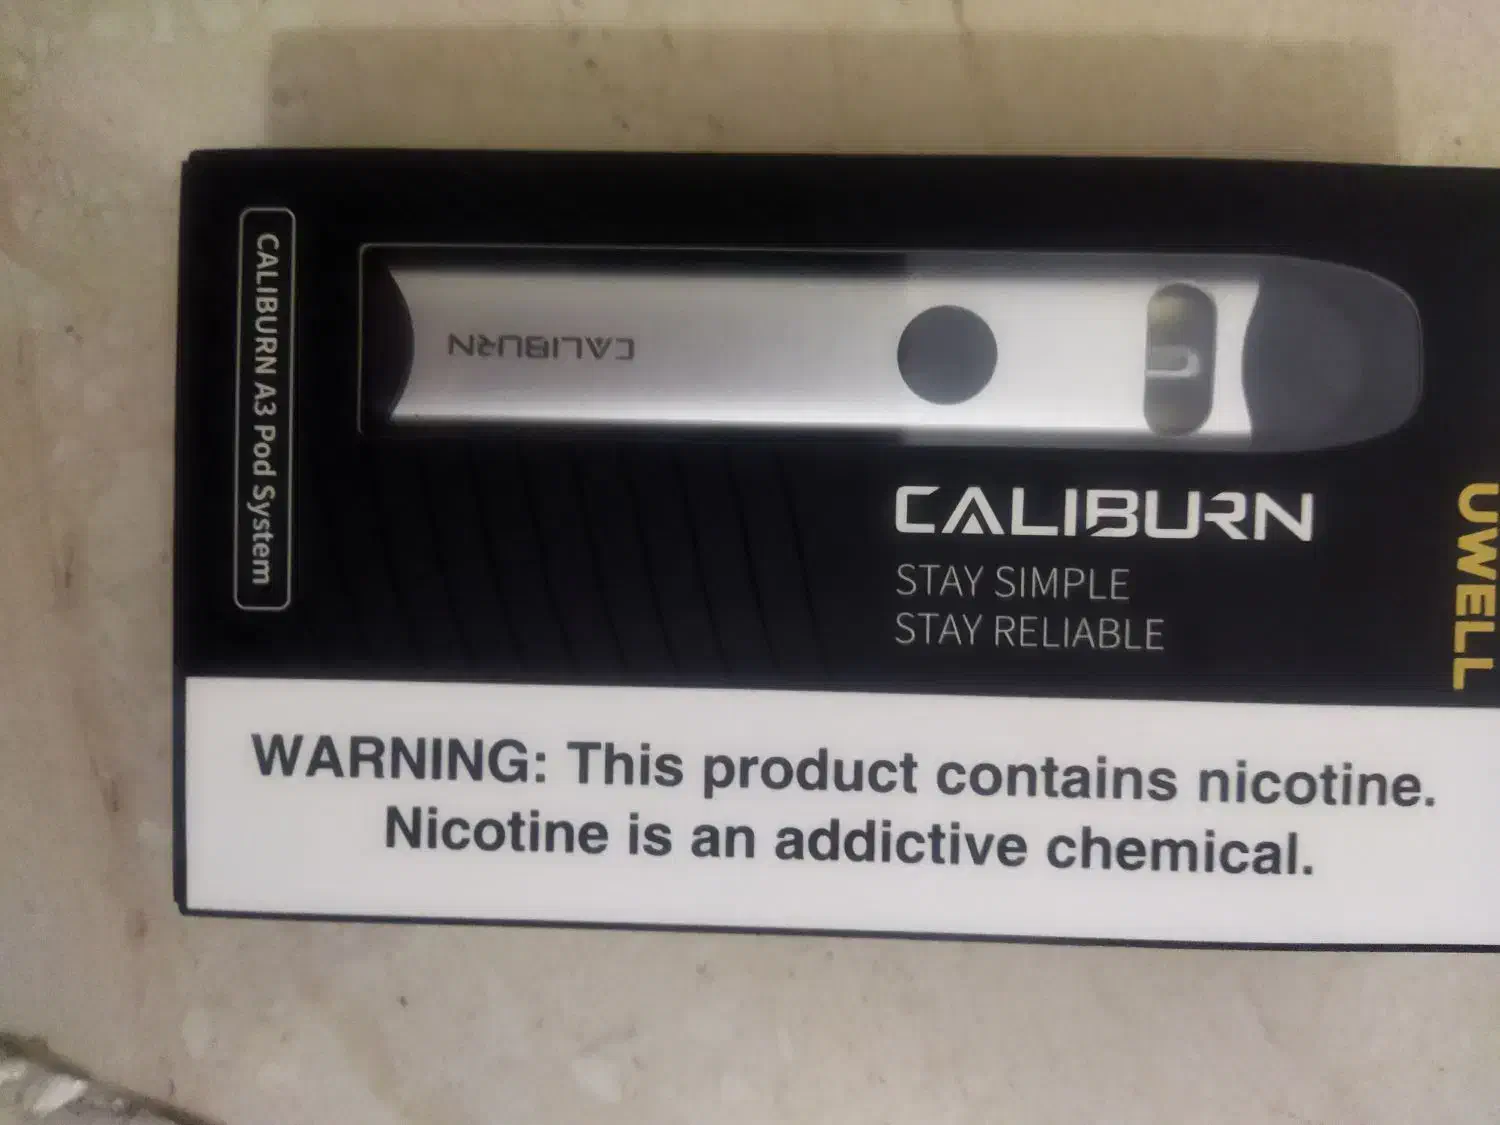 CALIBURN A3 Pod System
CALIBURN
CALIBURN
STAY SIMPLE
STAY RELIABLE
UWELL
WARNING: This product contains nicotine.
Nicotine is an addictive chemical.